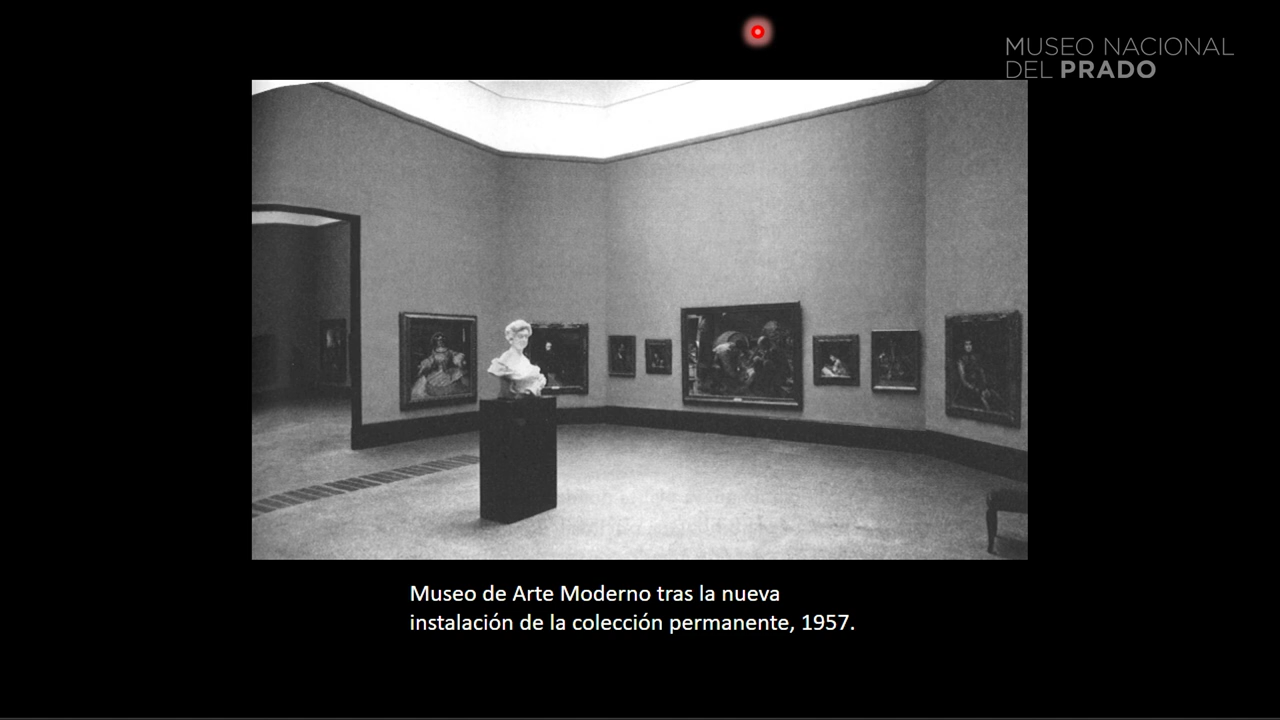 MUSEO NACIONAL
DEL PRADO
Museo de Arte Moderno tras la nueva
instalación de la colección permanente, 1957.